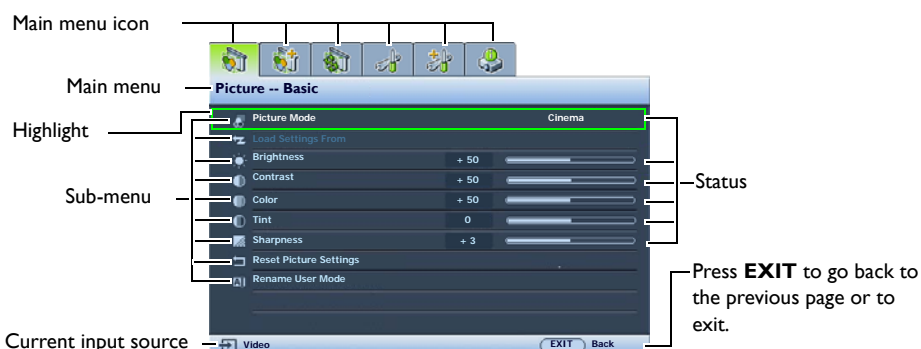 Main menu icon
Main menu
Picture -- Basic
Highlight
Picture Mode Cinema
Load Settings From
Brightness + 50
Contrast + 50
Sub-menu
Color + 50
Status
Tint 0
Sharpness + 3
Reset Picture Settings
Rename User Mode
Press EXIT to go back to
the previous page or to
exit.
Current input source
Video EXIT Back